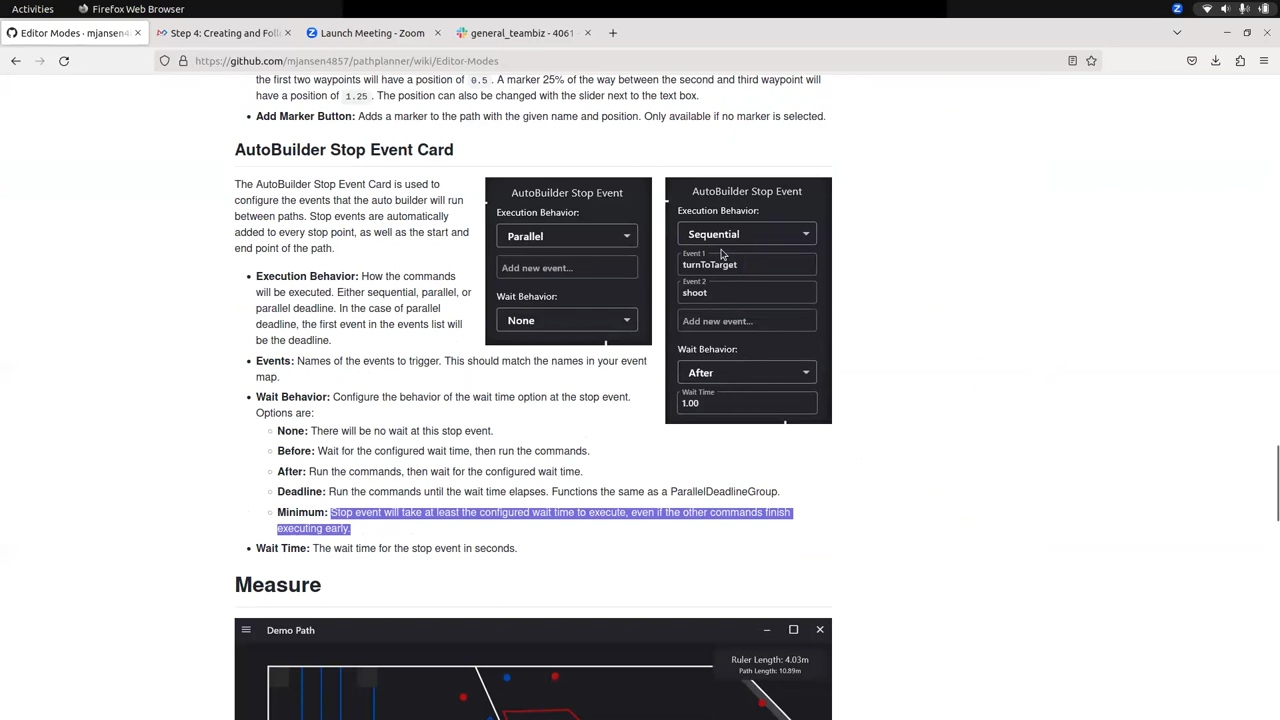 Activities
Firefox Web Browser
Z
Editor Modes · mjansen4
Step 4: Creating and Foll
Launch Meeting - Zoom
general_teambiz - 4061
https://github.com/mjansen4857/pathplanner/wiki/Editor-Modes
the first two waypoints will have a position of 0.5 . A marker 25% of the way between the second and third waypoint
have a position of 1.25 . The position can also be changed with the slider next to the text box.
• Add Marker Button: Adds a marker to the path with the given name and position. Only available if no marker is selected.
AutoBuilder Stop Event Card
The AutoBuilder Stop Event Card is used to
configure the events that the auto builder will run
between paths. Stop events are automatically
added to every stop point, as well as the start and
end point of the path.
• Execution Behavior: How the commands
will be executed. Either sequential, parallel, or
parallel deadline. In the case of parallel
deadline, the first event in the events list will
be the deadline.
• Events: Names of the events to trigger. This should match the names in your event
map.
• Wait Behavior: Configure the behavior of the wait time option at the stop event.
Options are:
None: There will be no wait at this stop event.
Before: Wait for the configured wait time, then run the commands.
After: Run the commands, then wait for the configured wait time.
Deadline: Run the commands until the wait time elapses. Functions the same as a ParallelDeadlineGroup.
Minimum: Stop event will take at least the configured wait time to execute, even if the other commands finish
executing early.
• Wait Time: The wait time for the stop event in seconds.
AutoBuilder Stop Event
Execution Behavior:
Parallel
Add new event...
Wait Behavior:
None
AutoBuilder Stop Event
Execution Behavior:
Sequential
Event 1
turnToTarget
Event 2
shoot
Add new event...
Wait Behavior:
After
Wait Time
1.00
Measure
Demo Path
Ruler Length: 4.03m
Path Length: 10.89m